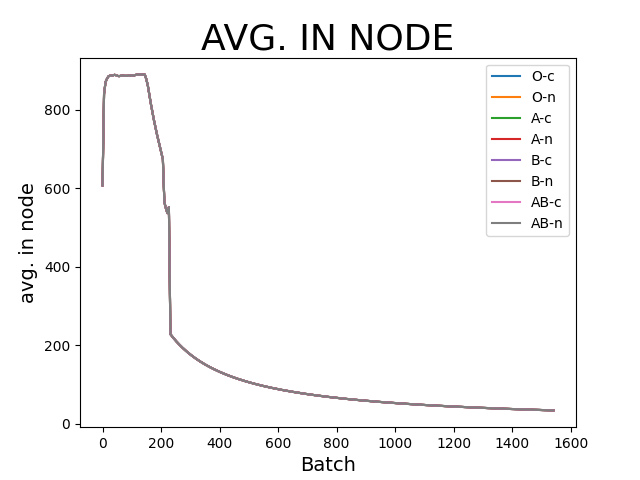 AVG. IN NODE
avg. in node
800
600
400
200
0
O-c
O-n
A-c
A-n
B-c
B-n
AB-c
AB-n
0 200 400 600 800 1000 1200 1400 1600
Batch